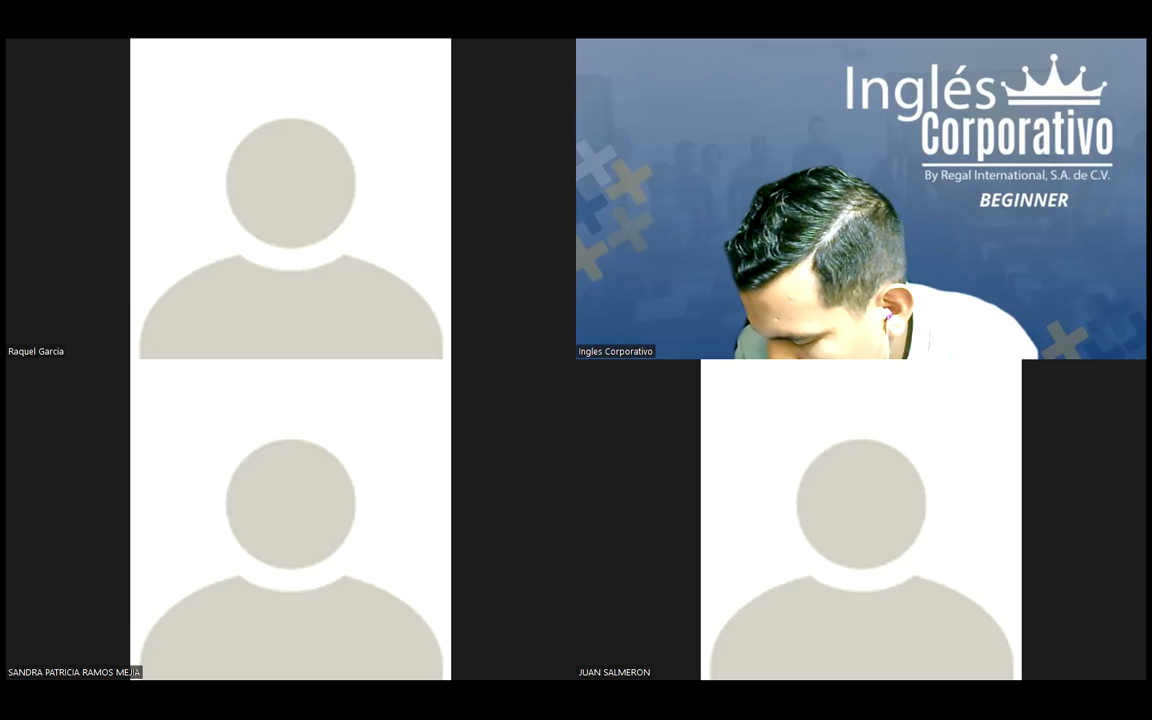 Inglés
Corporativo
By Regal International, S.A. de C.V.
BEGINNER
Raquel Garcia
Ingles Corporativo
SANDRA PATRICIA RAMOS MEJIA
JUAN SALMERON